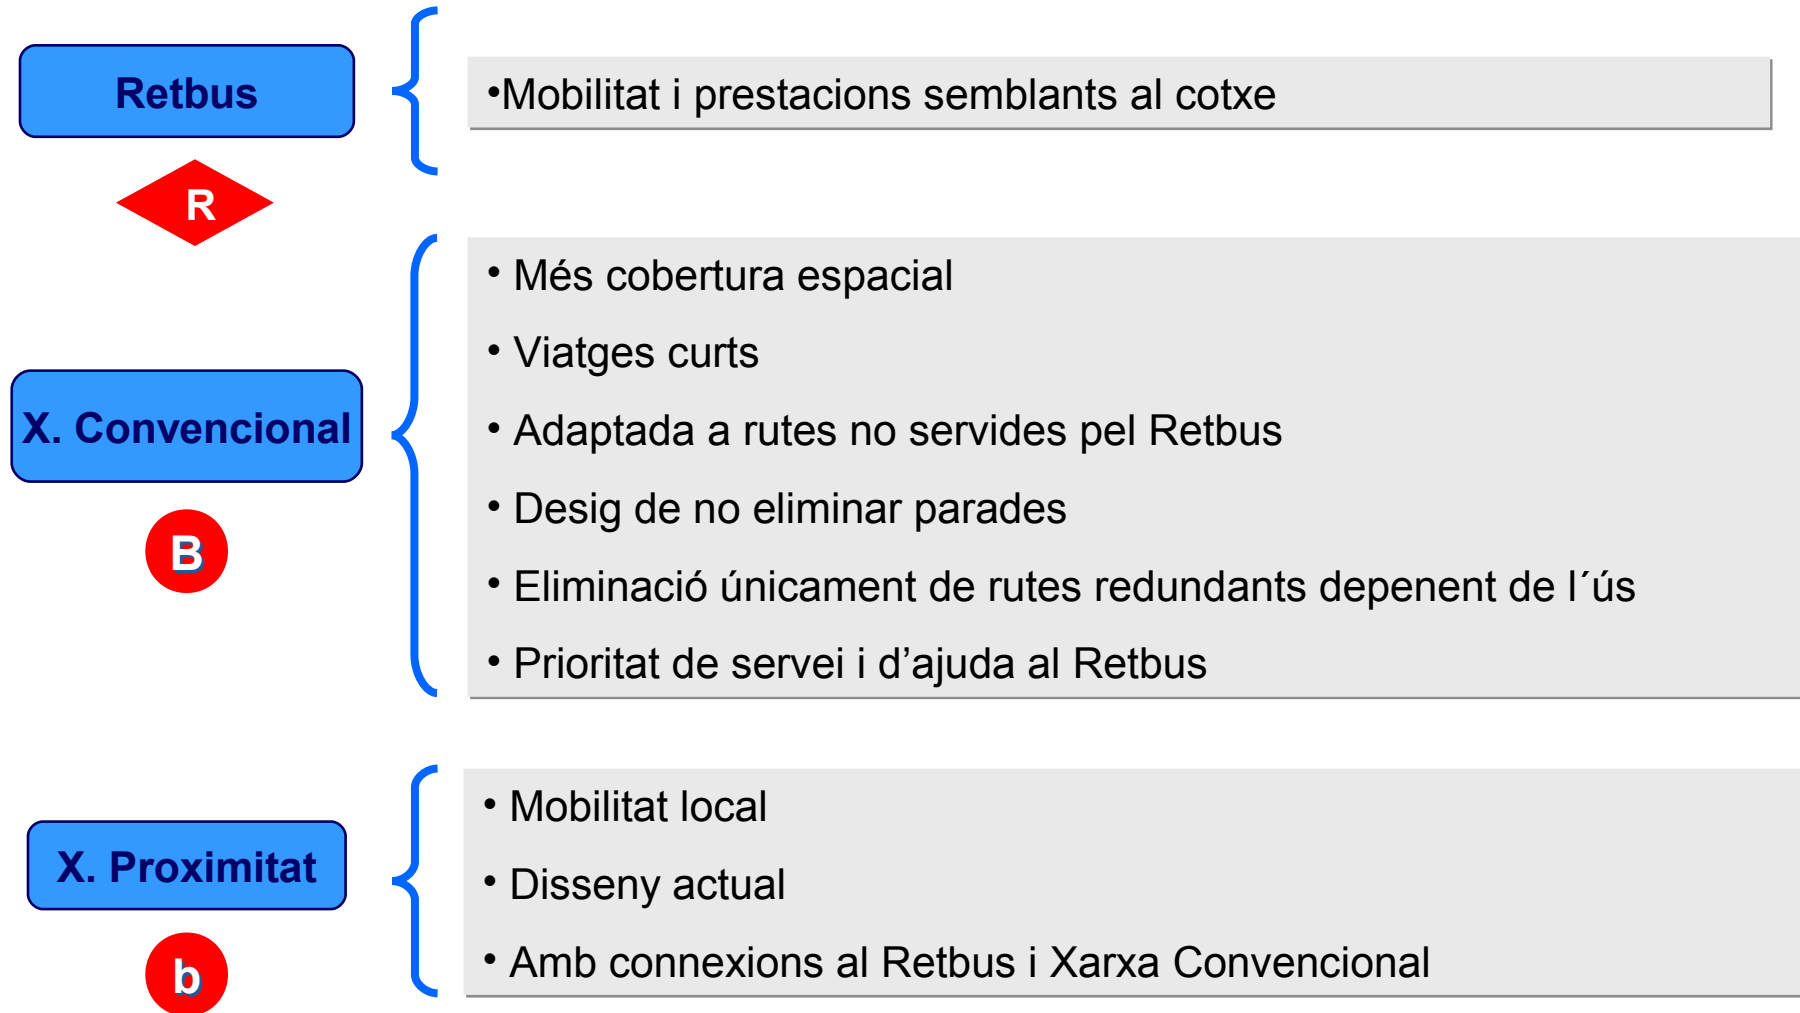 Retbus
•Mobilitat i prestacions semblants al cotxe
R
X. Convencional
B
• Més cobertura espacial
• Viatges curts
• Adaptada a rutes no servides pel Retbus
• Desig de no eliminar parades
• Eliminació únicament de rutes redundants depenent de l´ús
• Prioritat de servei i d’ajuda al Retbus
X. Proximitat
b
• Mobilitat local
• Disseny actual
• Amb connexions al Retbus i Xarxa Convencional